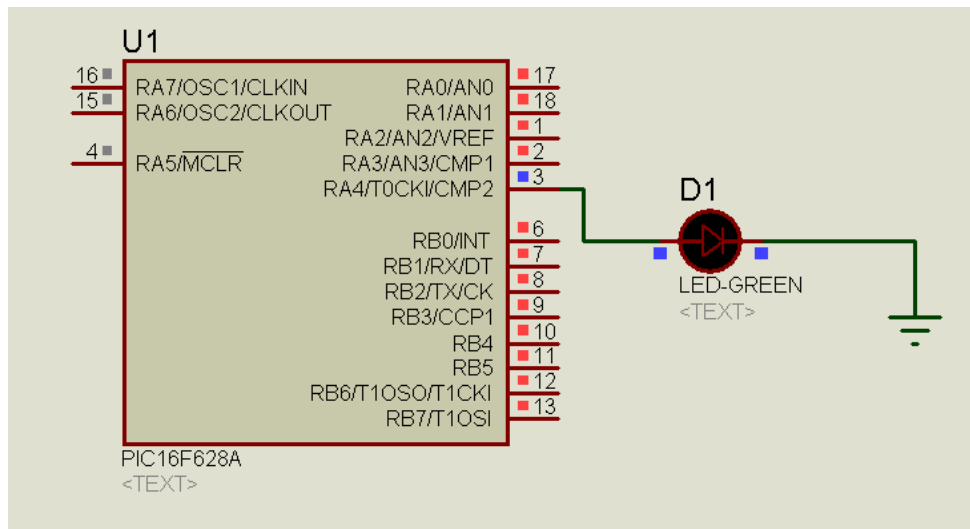 U1
16
RA7/OSC1/CLKIN
15
RA6/OSC2/CLKOUT
4
RA5/MCLR
RA0/AN0
17
RA1/AN1
18
RA2/AN2/VREF
1
RA3/AN3/CMP1
2
RA4/T0CKI/CMP2
3
RB0/INT
6
RB1/RX/DT
7
RB2/TX/CK
8
RB3/CCP1
9
RB4
10
RB5
11
RB6/T1OSO/T1CKI
12
RB7/T1OSI
13
PIC16F628A
<TEXT>
D1
LED-GREEN
<TEXT>